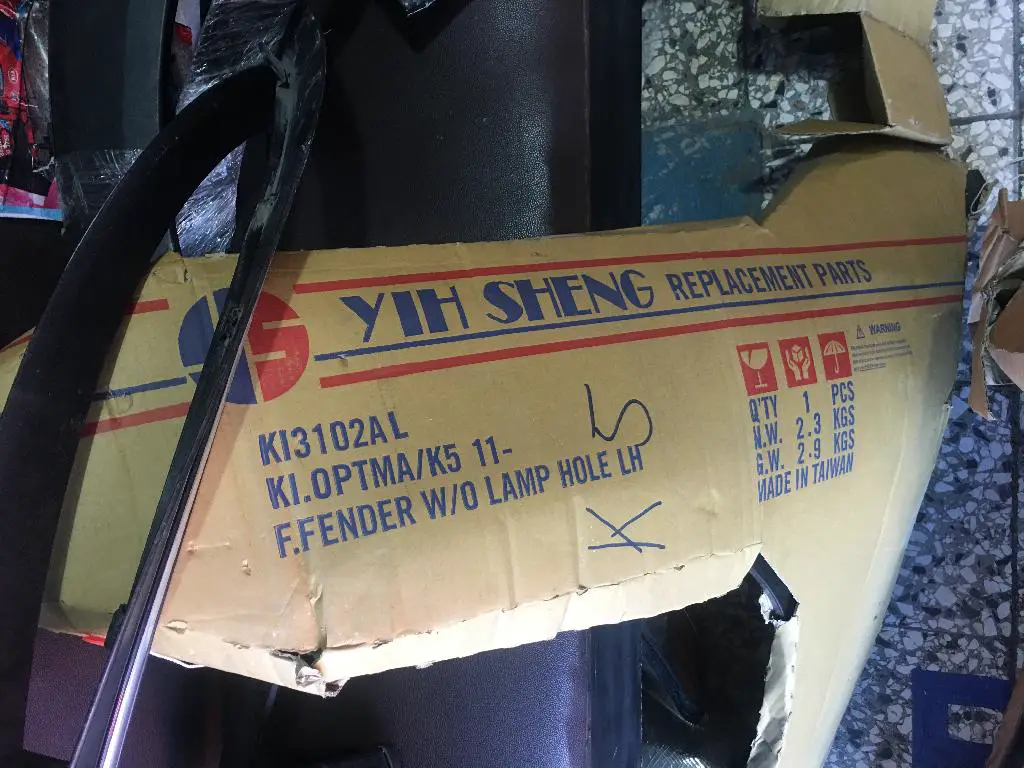 YIH SHENG REPLACEMENT PARTS
WARNING
KI3102AL
KI.OPTMA/K5 11-
F.FENDER W/O LAMP HOLE LH
Q'TY 1 PCS
N.W. 2.3 KGS
G.W. 2.9 KGS
MADE IN TAIWAN